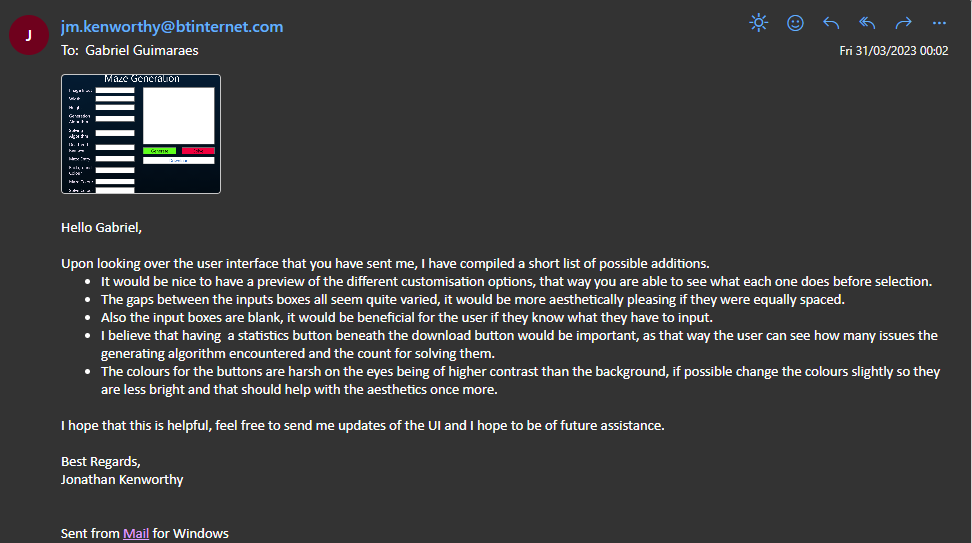 J
jm.kenworthy@btinternet.com
To: Gabriel Guimaraes
Fri 31/03/2023 00:02
Maze Generation
Width
Height
Generation
Algorithm
Solving
Algorithm
Maze Entry
Colour
Generate
Hello Gabriel,
Upon looking over the user interface that you have sent me, I have compiled a short list of possible additions.
• It would be nice to have a preview of the different customisation options, that way you are able to see what each one does before selection.
• The gaps between the inputs boxes all seem quite varied, it would be more aesthetically pleasing if they were equally spaced.
• Also the input boxes are blank, it would be beneficial for the user if they know what they have to input.
• I believe that having a statistics button beneath the download button would be important, as that way the user can see how many issues the
generating algorithm encountered and the count for solving them.
• The colours for the buttons are harsh on the eyes being of higher contrast than the background, if possible change the colours slightly so they
are less bright and that should help with the aesthetics once more.
I hope that this is helpful, feel free to send me updates of the UI and I hope to be of future assistance.
Best Regards,
Jonathan Kenworthy
Sent from Mail for Windows